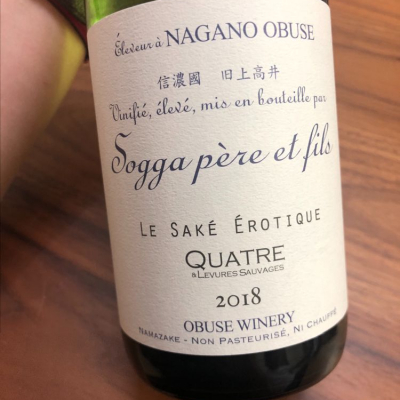 Éleveur à NAGANO OBUSE
信濃國 旧上高井
Vinifié, élevé, mis en bouteille par
Sogga père et fils
LE SAKÉ ÉROTIQUE
QUATRE
& LEVURES SAUVAGES
2018
OBUSE WINERY
NAMAZAKE - NON PASTEURISÉ, NI CHAUFFÉ